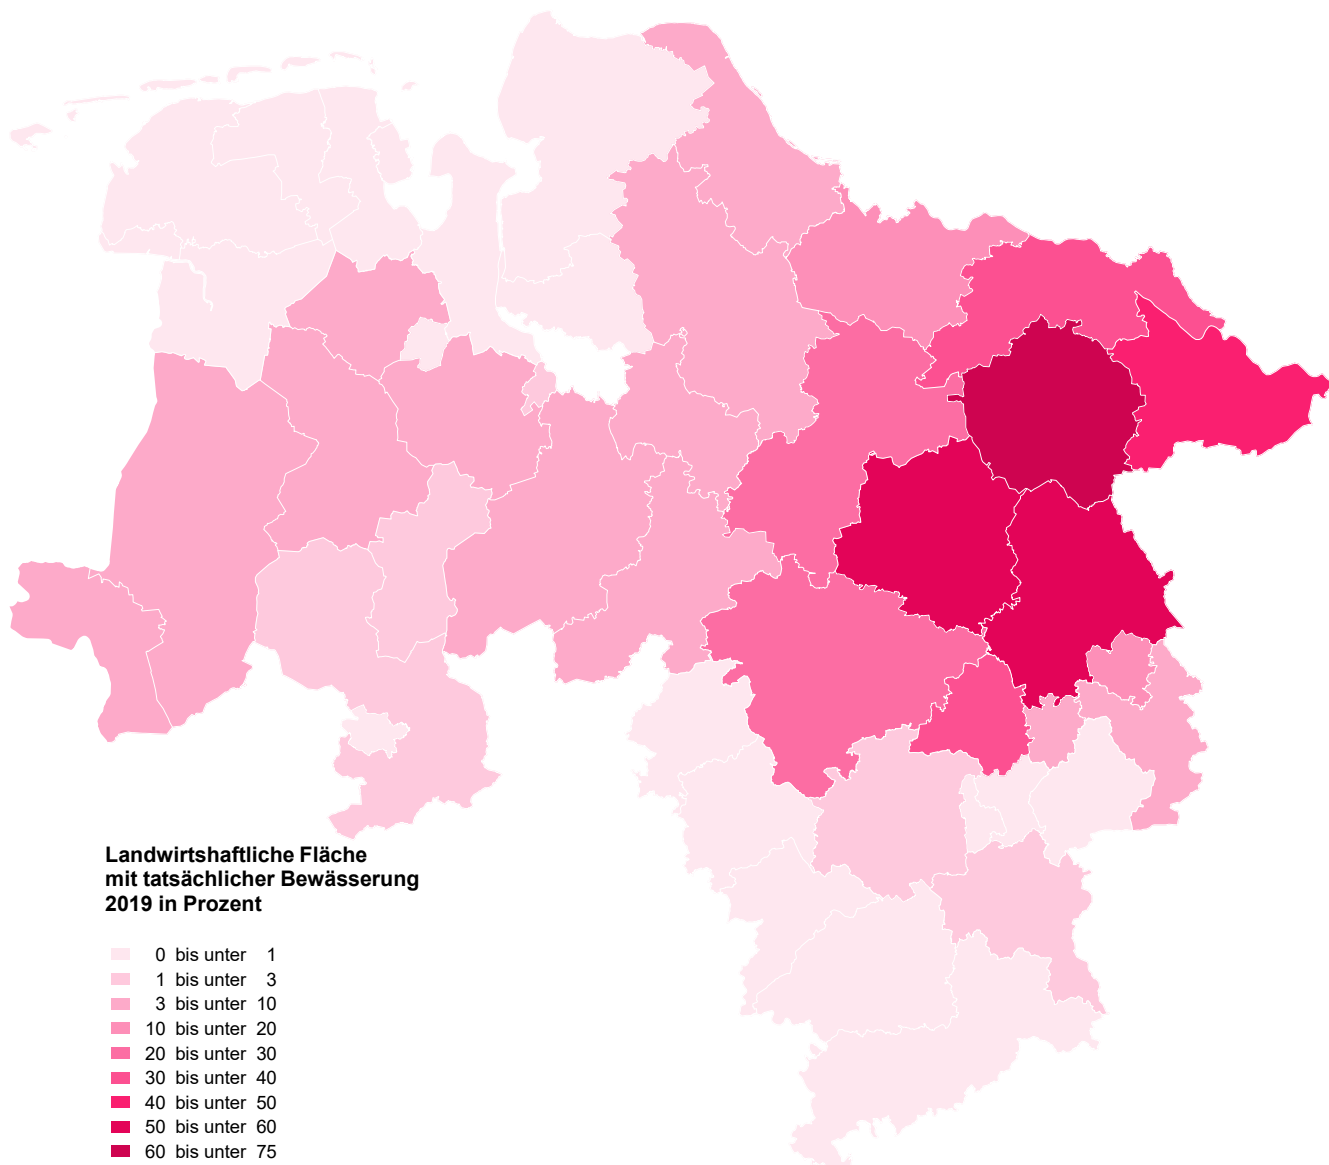 Landwirtshaftliche Fläche
mit tatsächlicher Bewässerung
2019 in Prozent
0 bis unter 1
1 bis unter 3
3 bis unter 10
10 bis unter 20
20 bis unter 30
30 bis unter 40
40 bis unter 50
50 bis unter 60
60 bis unter 75